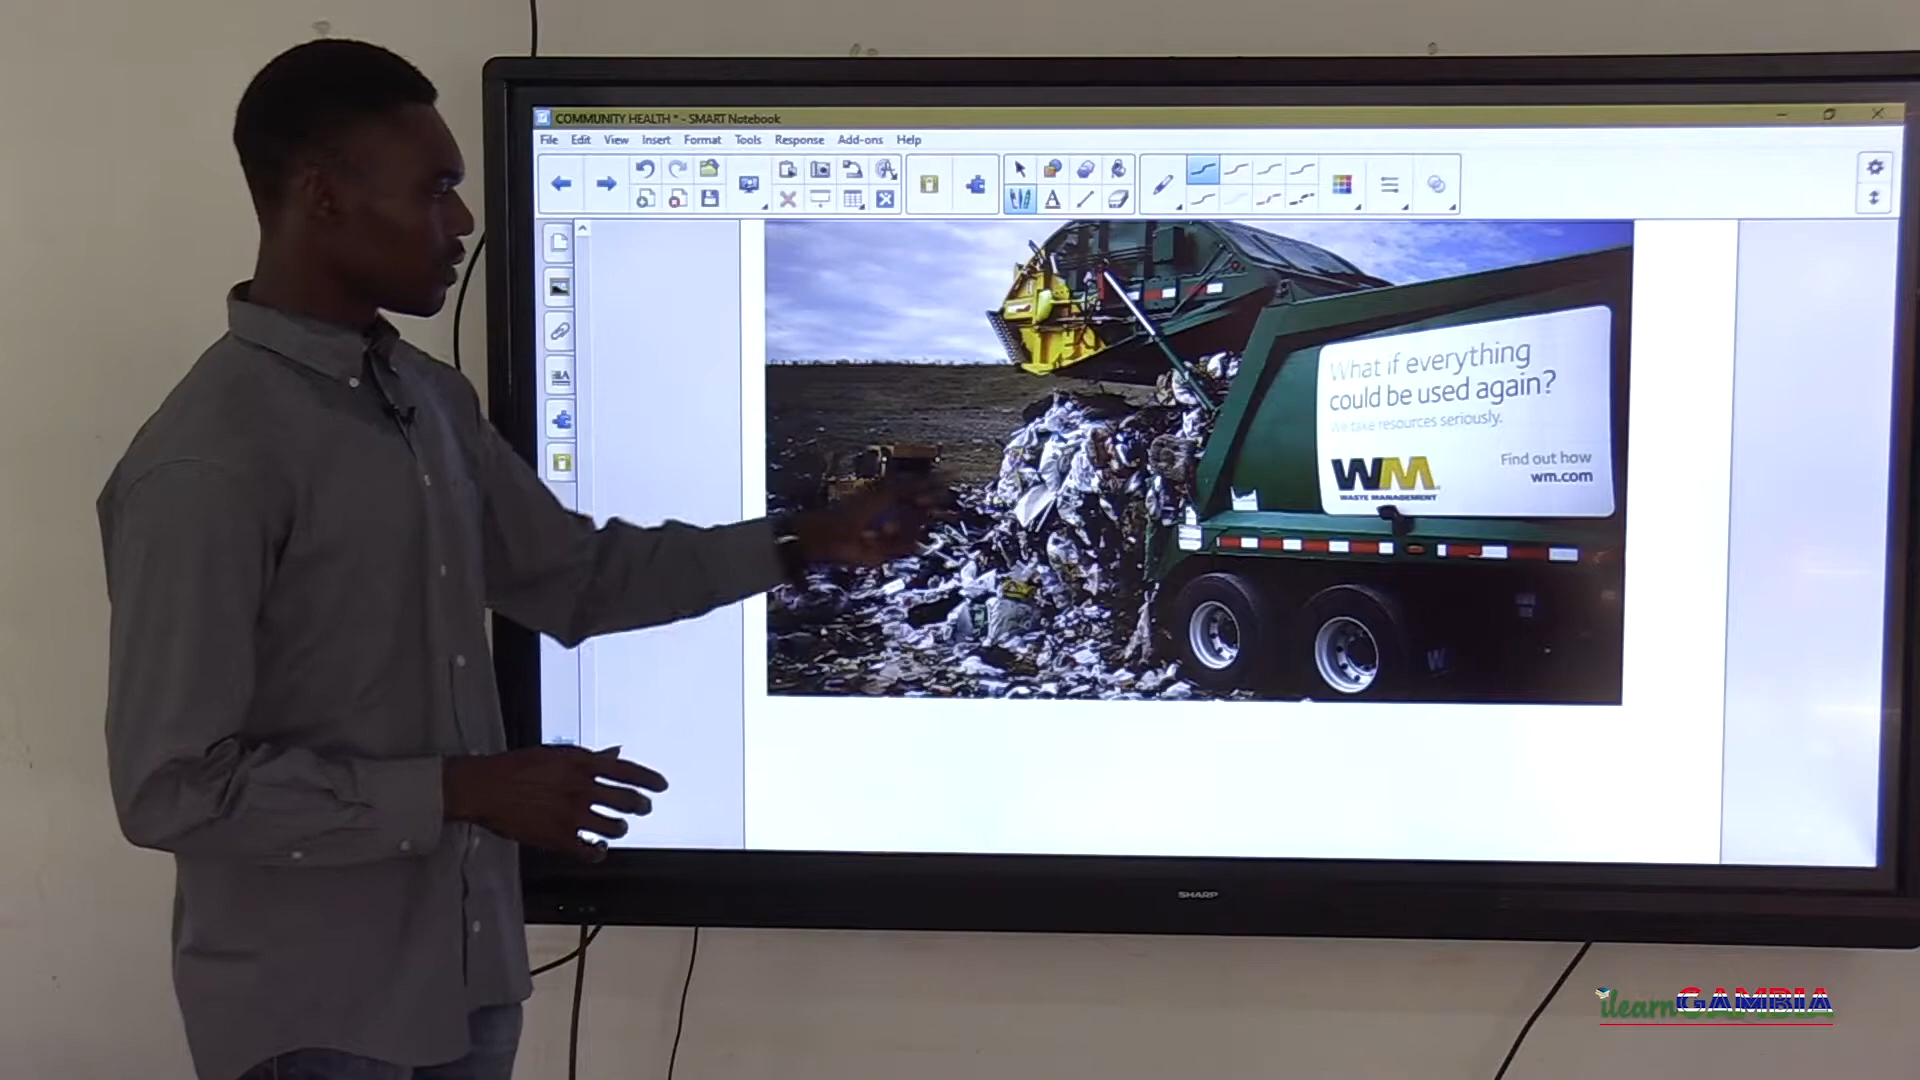 COMMUNITY HEALTH * - SMART Notebook
File Edit View Insert Format Tools Response Add-ons Help
What if everything
could be used again?
We take resources seriously.
WM
WASTE MANAGEMENT
Find out how
wm.com
SHARP
ilearnGAMBIA